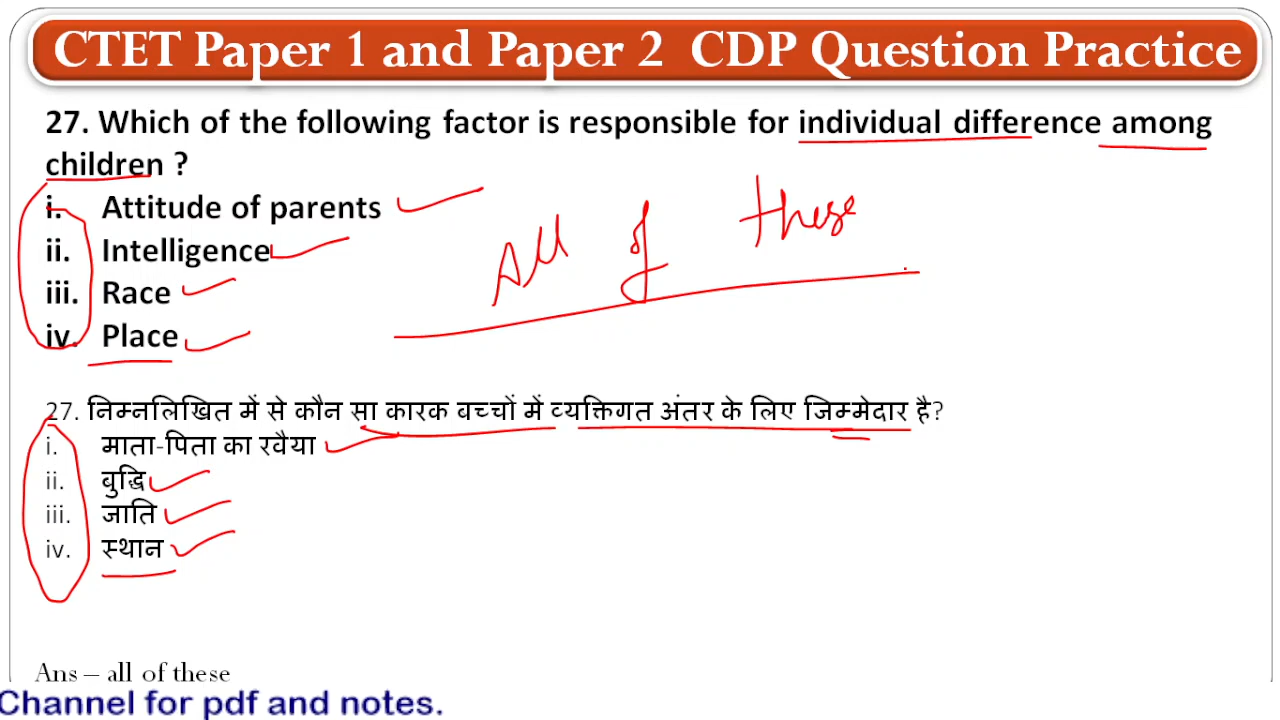 CTET Paper 1 and Paper 2 CDP Question Practice
27. Which of the following factor is responsible for individual difference among
children ?
i. Attitude of parents
ii. Intelligence
iii. Race
iv. Place
All of these
27. निम्नलिखित में से कौन सा कारक बच्चों में व्यक्तिगत अंतर के लिए जिम्मेदार है?
i. माता-पिता का रवैया
ii. बुद्धि
iii. जाति
iv. स्थान
Ans – all of these
Channel for pdf and notes.